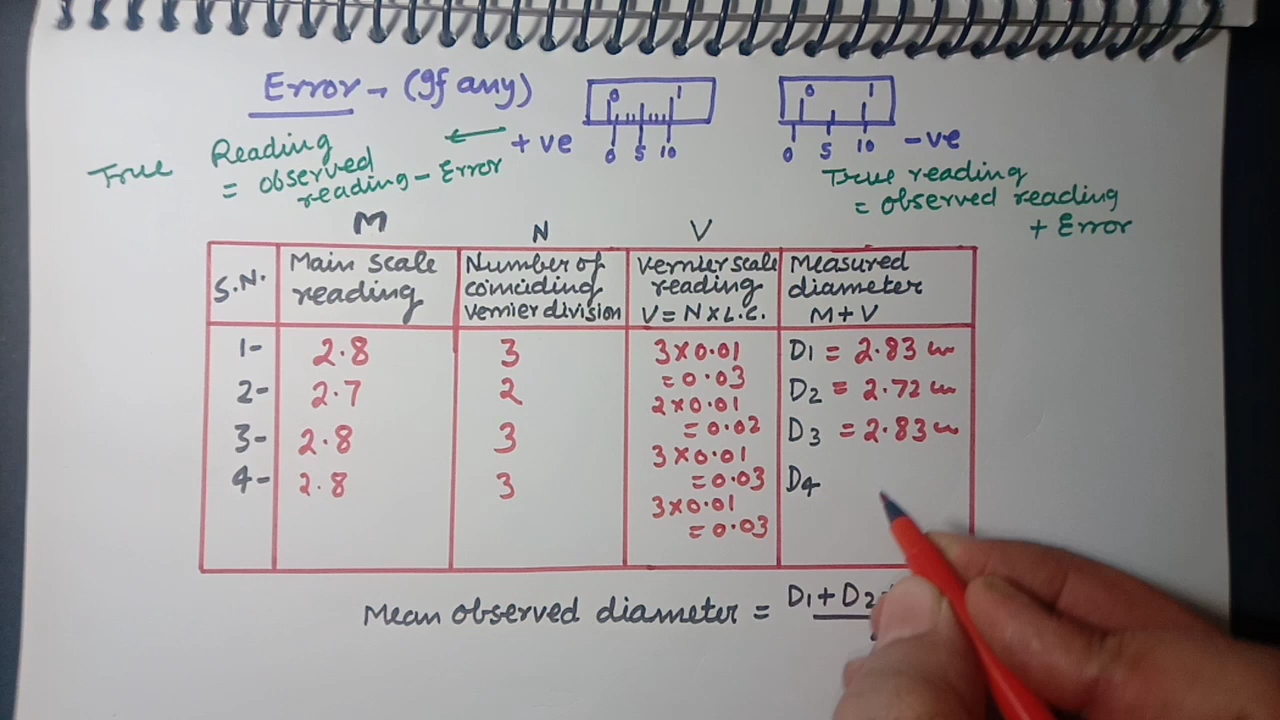 Error → (If any)
0 1
0 5 10
+ve
0 1
0 5 10
-ve
True Reading
= observed
reading - Error
True reading
= observed reading
+ Error
M N V
S.N.
Main scale
reading
Number of
coinciding
vernier division
Vernier scale
reading
V = N × L.C.
Measured
diameter
M + V
1- 2.8 3 3×0.01 D1 = 2.83 cm
= 0.03
2- 2.7 2 2×0.01 D2 = 2.72 cm
= 0.02
3- 2.8 3 3×0.01 D3 = 2.83 cm
= 0.03
4- 2.8 3 3×0.01 D4
= 0.03
Mean observed diameter = D1 + D2